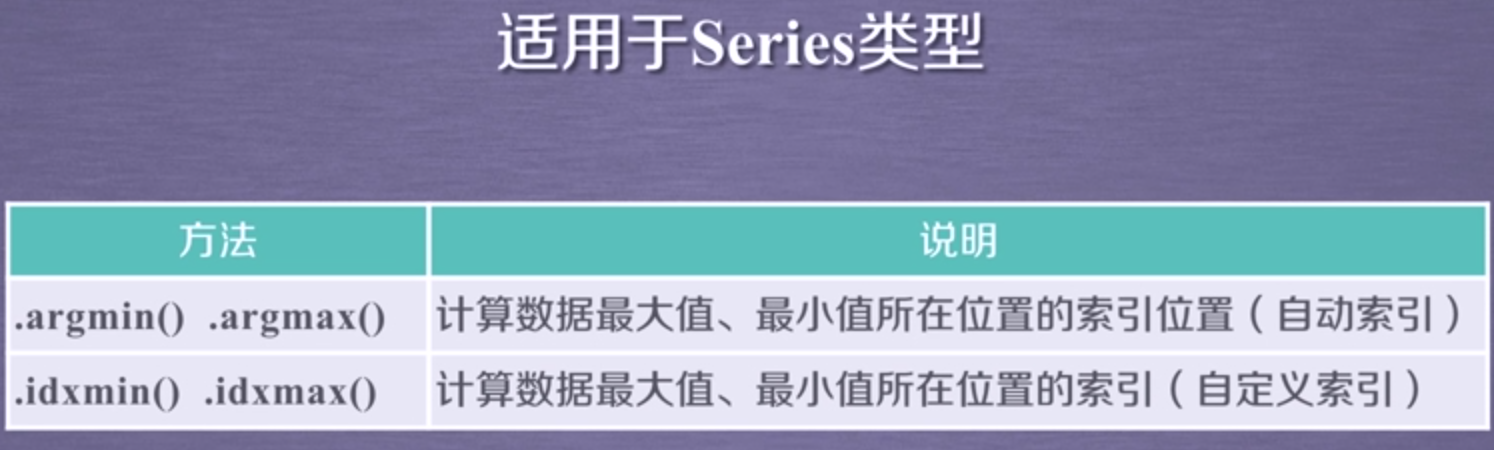 适用于Series类型
方法 说明
.argmin() .argmax() 计算数据最大值、最小值所在位置的索引位置（自动索引）
.idxmin() .idxmax() 计算数据最大值、最小值所在位置的索引（自定义索引）